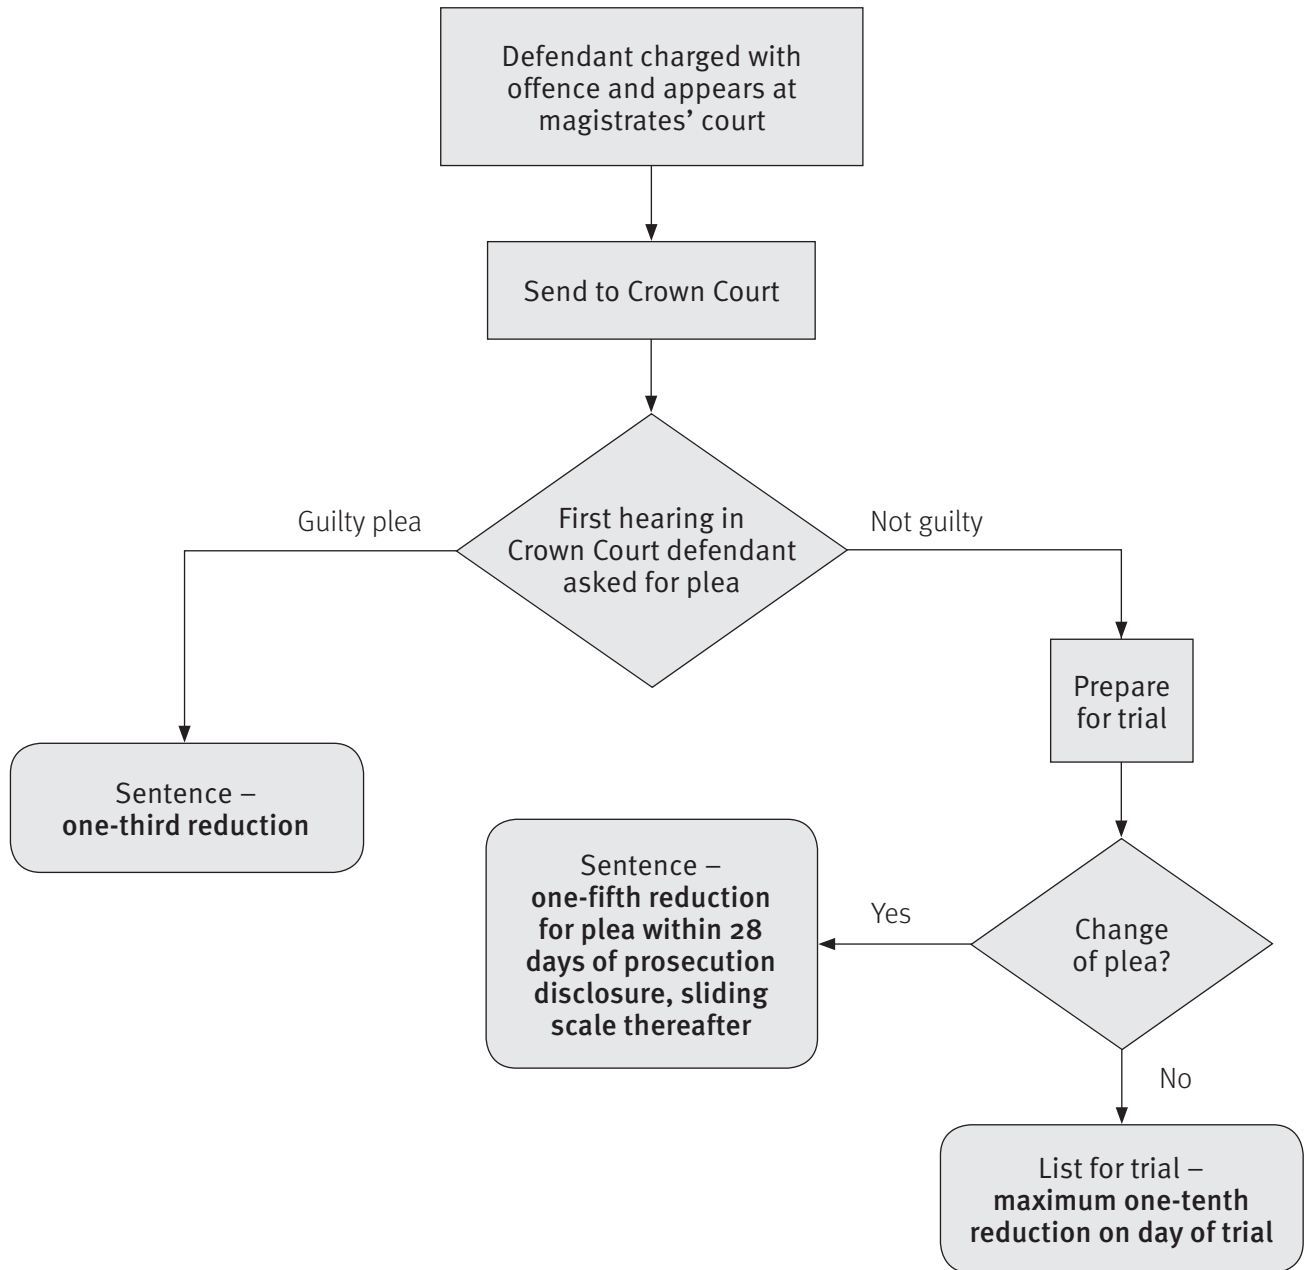 Defendant charged with
offence and appears at
magistrates’ court
Send to Crown Court
Guilty plea
First hearing in
Crown Court defendant
asked for plea
Not guilty
Prepare
for trial
Sentence –
one-third reduction
Sentence –
one-fifth reduction
for plea within 28
days of prosecution
disclosure, sliding
scale thereafter
Yes
Change
of plea?
No
List for trial –
maximum one-tenth
reduction on day of trial